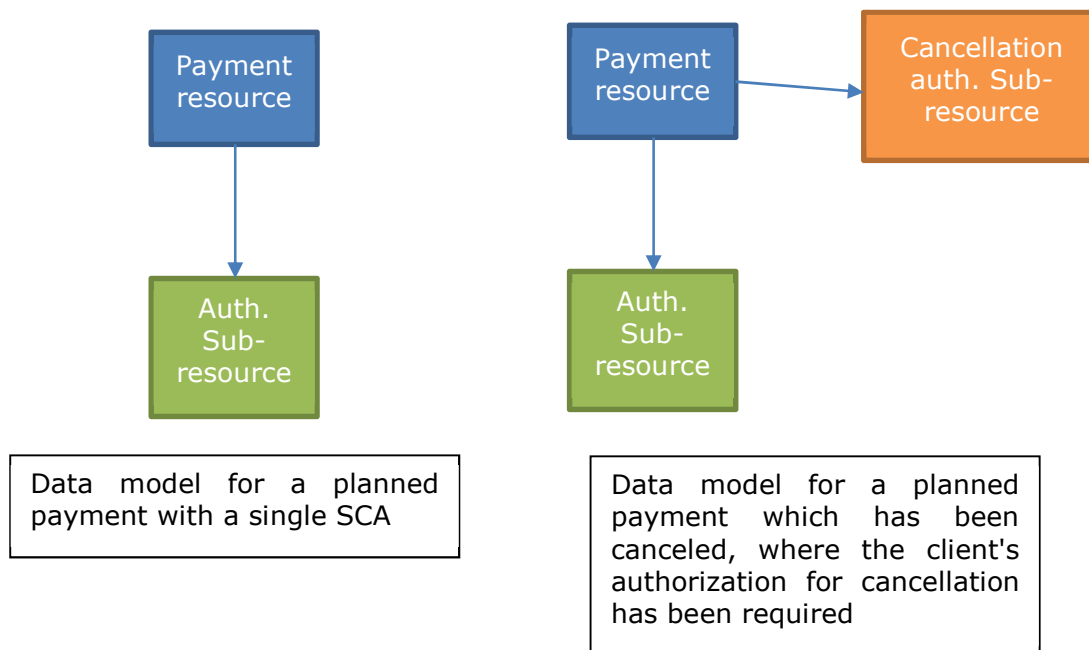 Payment
resource
Auth.
Sub-
resource
Data model for a planned
payment with a single SCA
Payment
resource
Cancellation
auth. Sub-
resource
Auth.
Sub-
resource
Data model for a planned
payment which has been
canceled, where the client's
authorization for cancellation
has been required